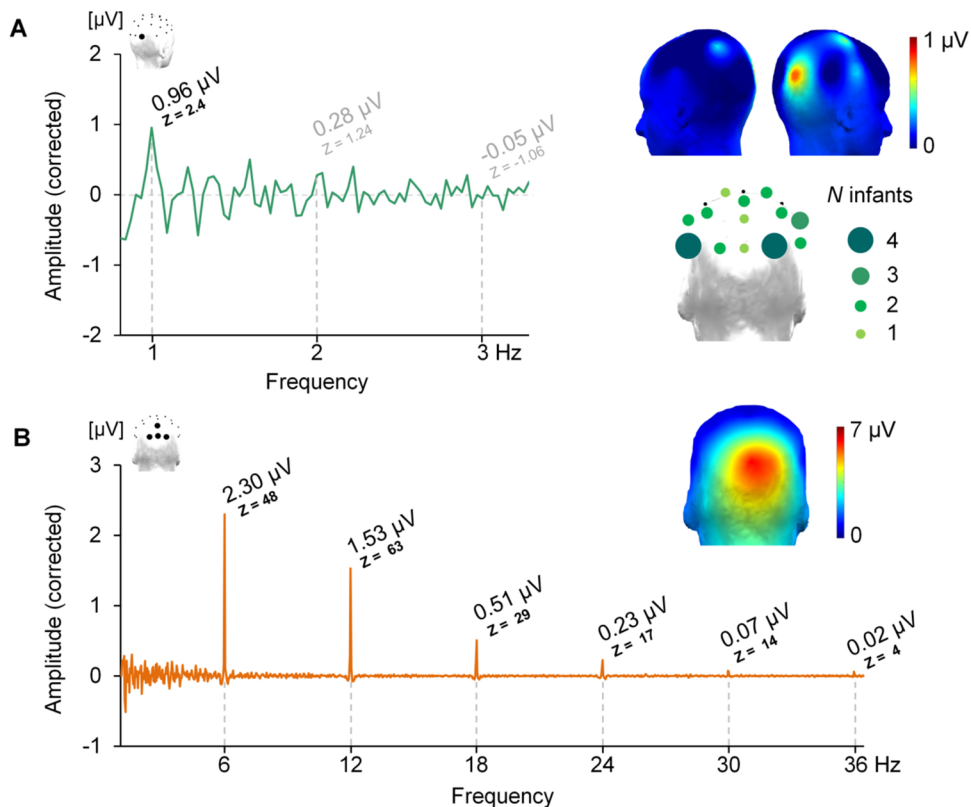 A
[µV]
2
1
0
-1
-2
Amplitude (corrected)
0.96 µV
Z = 2.4
0.28 µV
Z = 1.24
-0.05 µV
Z = -1.06
1
2
3 Hz
Frequency
1 µV
0
N infants
4
3
2
1
B
[µV]
3
2
1
0
-1
Amplitude (corrected)
2.30 µV
Z = 48
1.53 µV
Z = 63
0.51 µV
Z = 29
0.23 µV
Z = 17
0.07 µV
Z = 14
0.02 µV
Z = 4
6
12
18
24
30
36 Hz
Frequency
7 µV
0